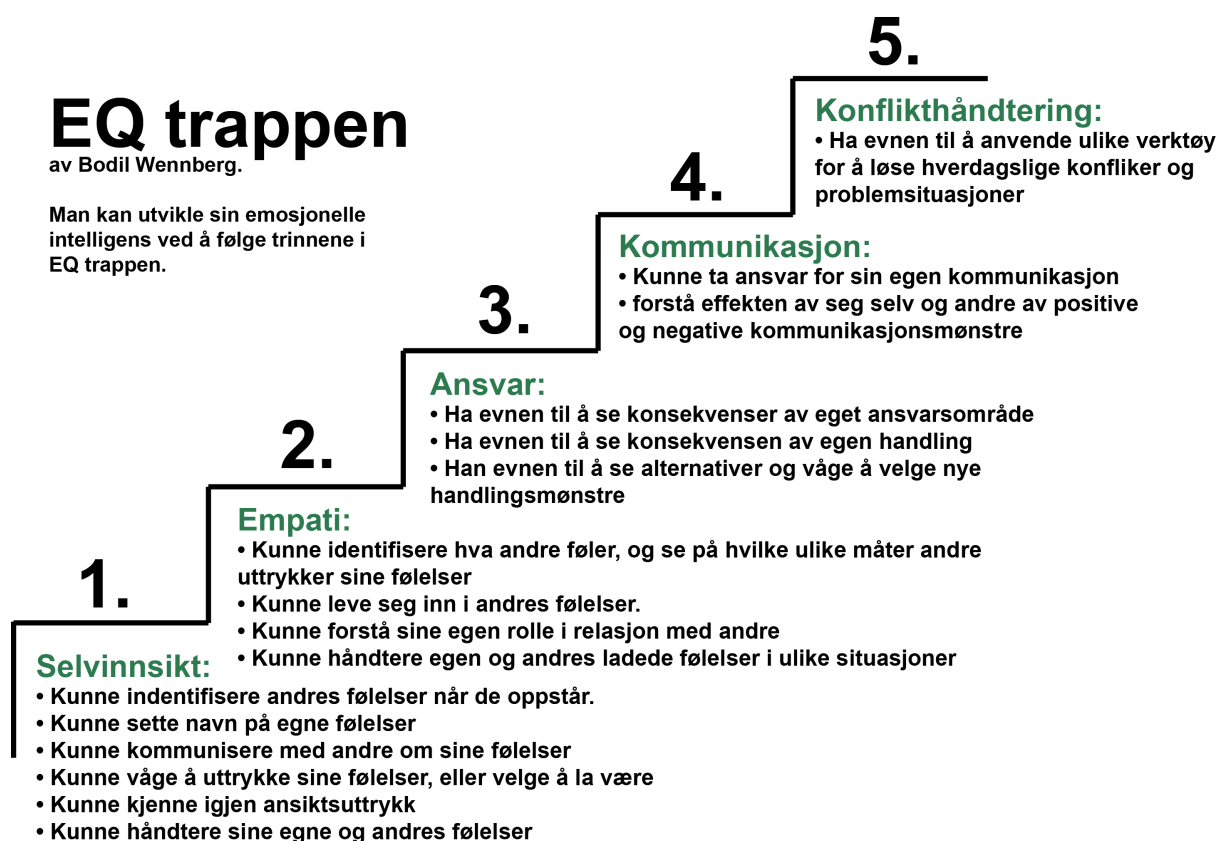 EQ trappen
av Bodil Wennberg.
Man kan utvikle sin emosjonelle
intelligens ved å følge trinnene i
EQ trappen.
5.
Konflikthåndtering:
• Ha evnen til å anvende ulike verktøy
for å løse hverdagslige konfliker og
problemsituasjoner
4.
Kommunikasjon:
• Kunne ta ansvar for sin egen kommunikasjon
• forstå effekten av seg selv og andre av positive
og negative kommunikasjonsmønstre
3.
Ansvar:
• Ha evnen til å se konsekvenser av eget ansvarsområde
• Ha evnen til å se konsekvensen av egen handling
• Han evnen til å se alternativer og våge å velge nye
handlingsmønstre
2.
Empati:
• Kunne identifisere hva andre føler, og se på hvilke ulike måter andre
uttrykker sine følelser
• Kunne leve seg inn i andres følelser.
• Kunne forstå sine egen rolle i relasjon med andre
• Kunne håndtere egen og andres ladede følelser i ulike situasjoner
1.
Selvinnsikt:
• Kunne indentifisere andres følelser når de oppstår.
• Kunne sette navn på egne følelser
• Kunne kommunisere med andre om sine følelser
• Kunne våge å uttrykke sine følelser, eller velge å la være
• Kunne kjenne igjen ansiktsuttrykk
• Kunne håndtere sine egne og andres følelser